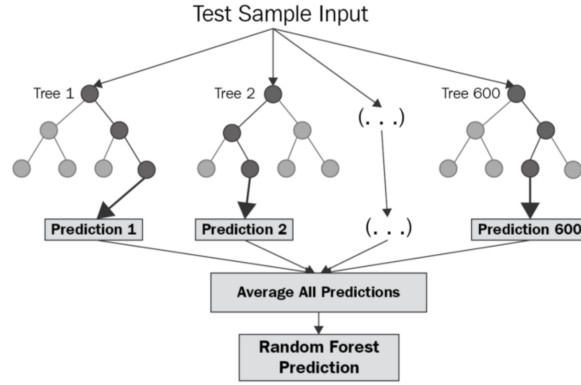 Test Sample Input
Tree 1
Tree 2
(. . .)
Tree 600
Prediction 1
Prediction 2
(. . .)
Prediction 600
Average All Predictions
Random Forest
Prediction